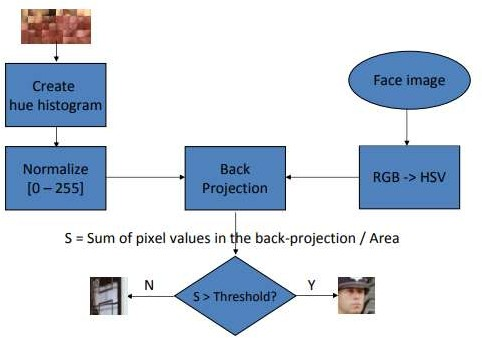 Create
hue histogram
Face image
Normalize
[0 – 255]
Back
Projection
RGB -> HSV
S = Sum of pixel values in the back-projection / Area
N
S > Threshold?
Y